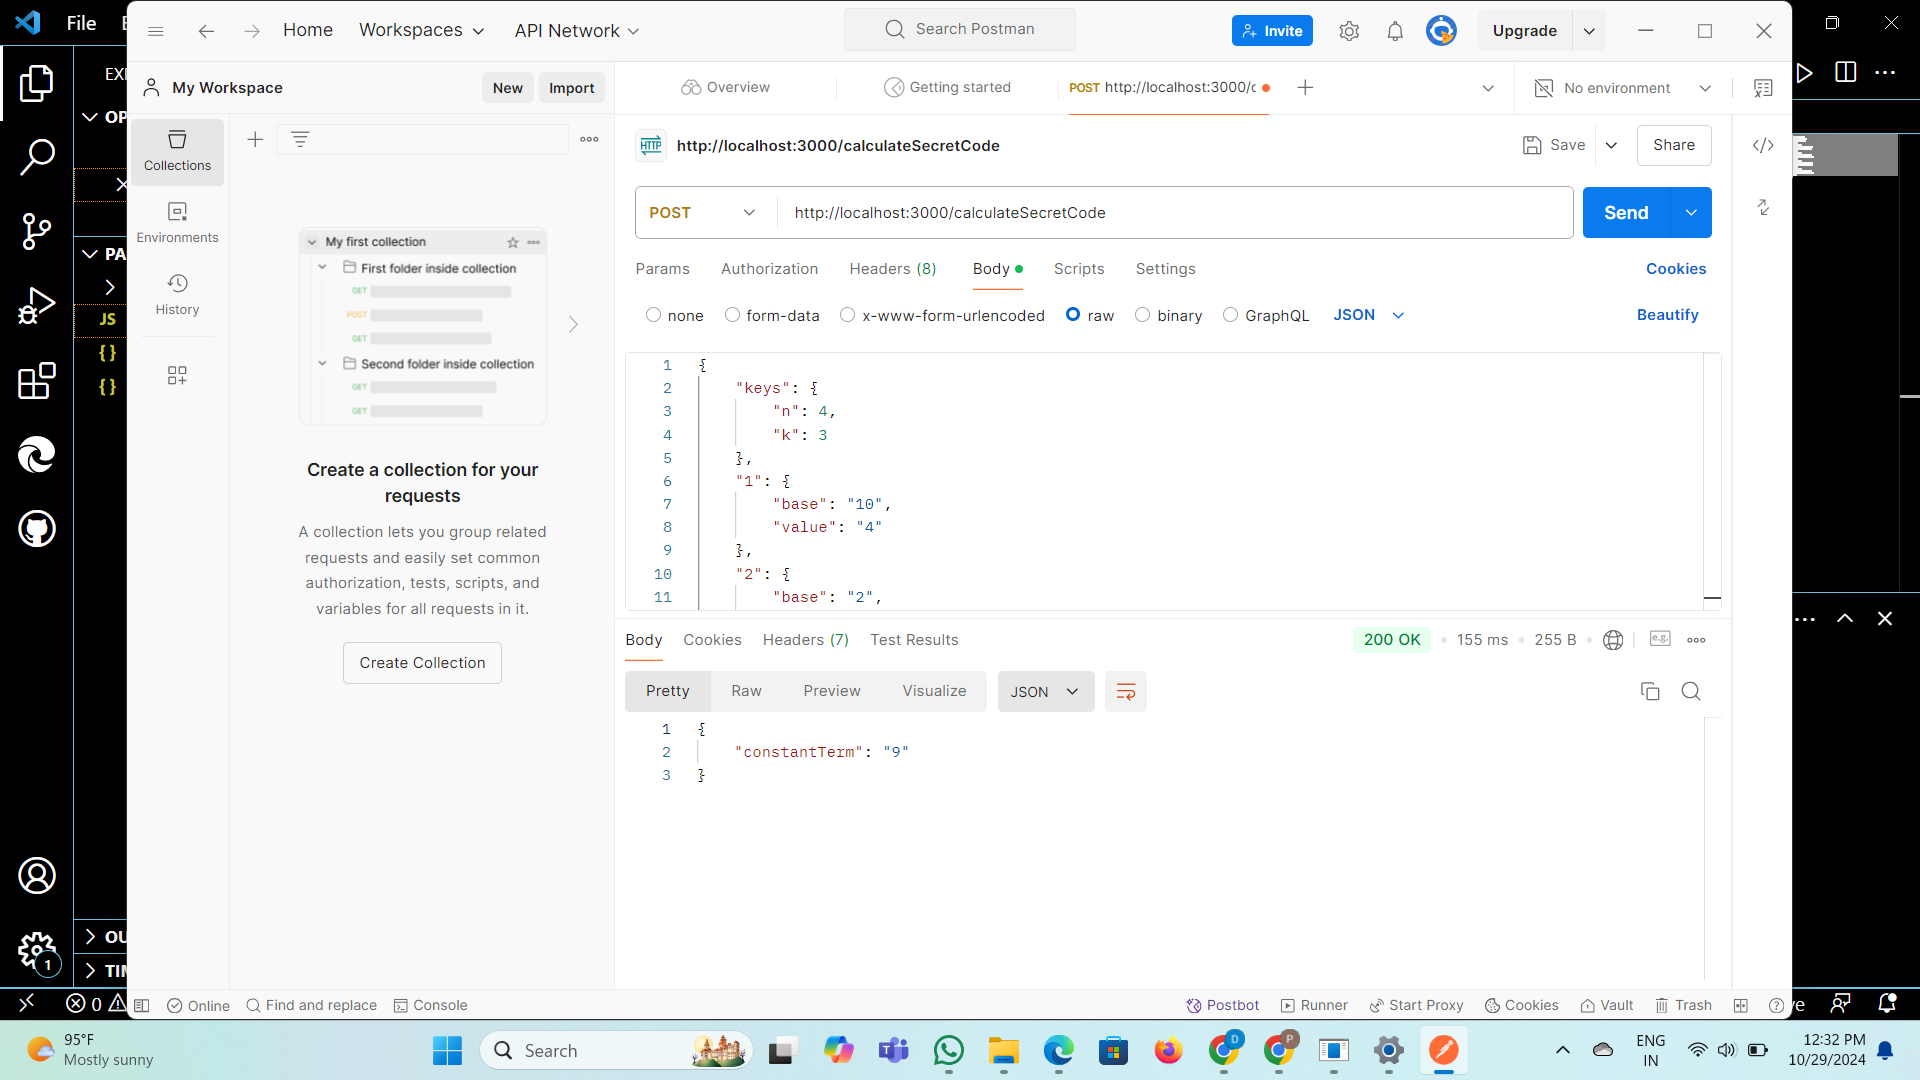 File
Home
Workspaces
API Network
Search Postman
Invite
Upgrade
My Workspace
New
Import
Overview
Getting started
POST http://localhost:3000/c
No environment
Collections
Environments
History
My first collection
First folder inside collection
GET
POST
GET
Second folder inside collection
GET
GET
Create a collection for your
requests
A collection lets you group related
requests and easily set common
authorization, tests, scripts, and
variables for all requests in it.
Create Collection
HTTP
http://localhost:3000/calculateSecretCode
Save
Share
POST
http://localhost:3000/calculateSecretCode
Send
Params
Authorization
Headers (8)
Body
Scripts
Settings
Cookies
none
form-data
x-www-form-urlencoded
raw
binary
GraphQL
JSON
Beautify
1 {
2 "keys": {
3 "n": 4,
4 "k": 3
5 },
6 "1": {
7 "base": "10",
8 "value": "4"
9 },
10 "2": {
11 "base": "2",
Body
Cookies
Headers (7)
Test Results
200 OK
155 ms
255 B
e.g.
Pretty
Raw
Preview
Visualize
JSON
1 {
2 "constantTerm": "9"
3 }
EXI
OP
PA
JS
{}
{}
OU
TIM
1
0
Online
Find and replace
Console
Postbot
Runner
Start Proxy
Cookies
Vault
Trash
ve
95°F
Mostly sunny
Search
D
P
ENG
IN
12:32 PM
10/29/2024